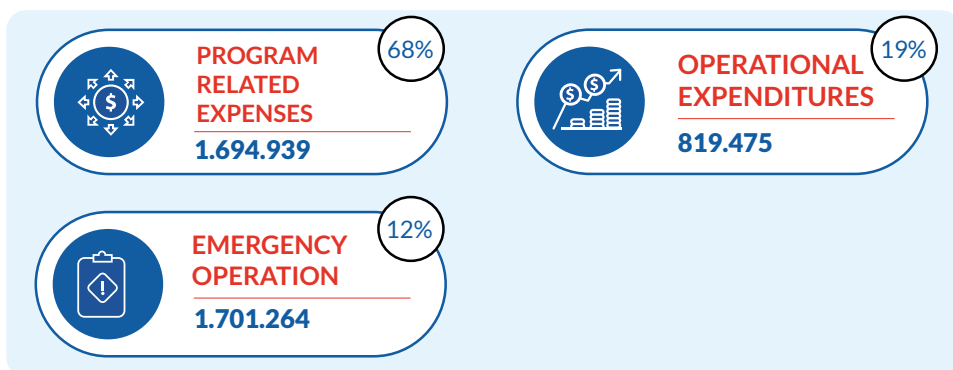 68%
PROGRAM
RELATED
EXPENSES
1.694.939
19%
OPERATIONAL
EXPENDITURES
819.475
12%
EMERGENCY
OPERATION
1.701.264